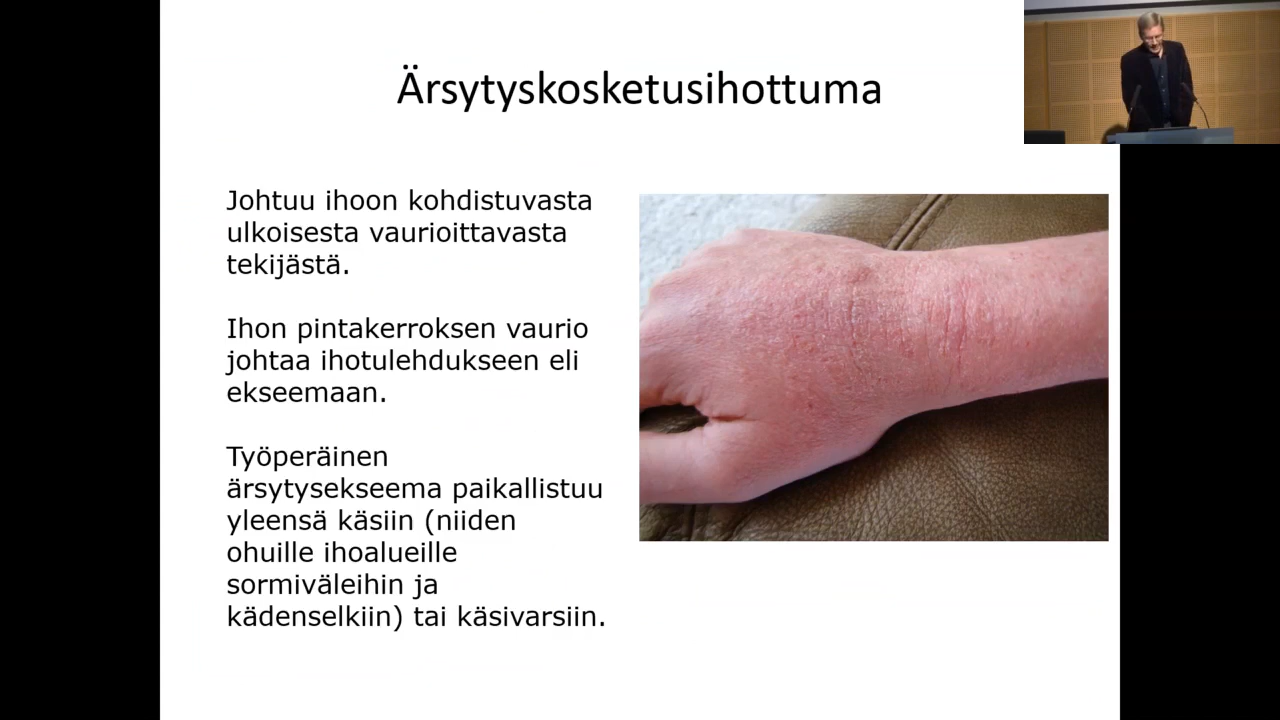 Ärsytyskosketusihottuma
Johtuu ihoon kohdistuvasta
ulkoisesta vaurioittavasta
tekijästä.
Ihon pintakerroksen vaurio
johtaa ihotulehdukseen eli
ekseemaan.
Työperäinen
ärsytysekseema paikallistuu
yleensä käsiin (niiden
ohuille ihoalueille
sormiväleihin ja
kädenselkiin) tai käsivarsiin.